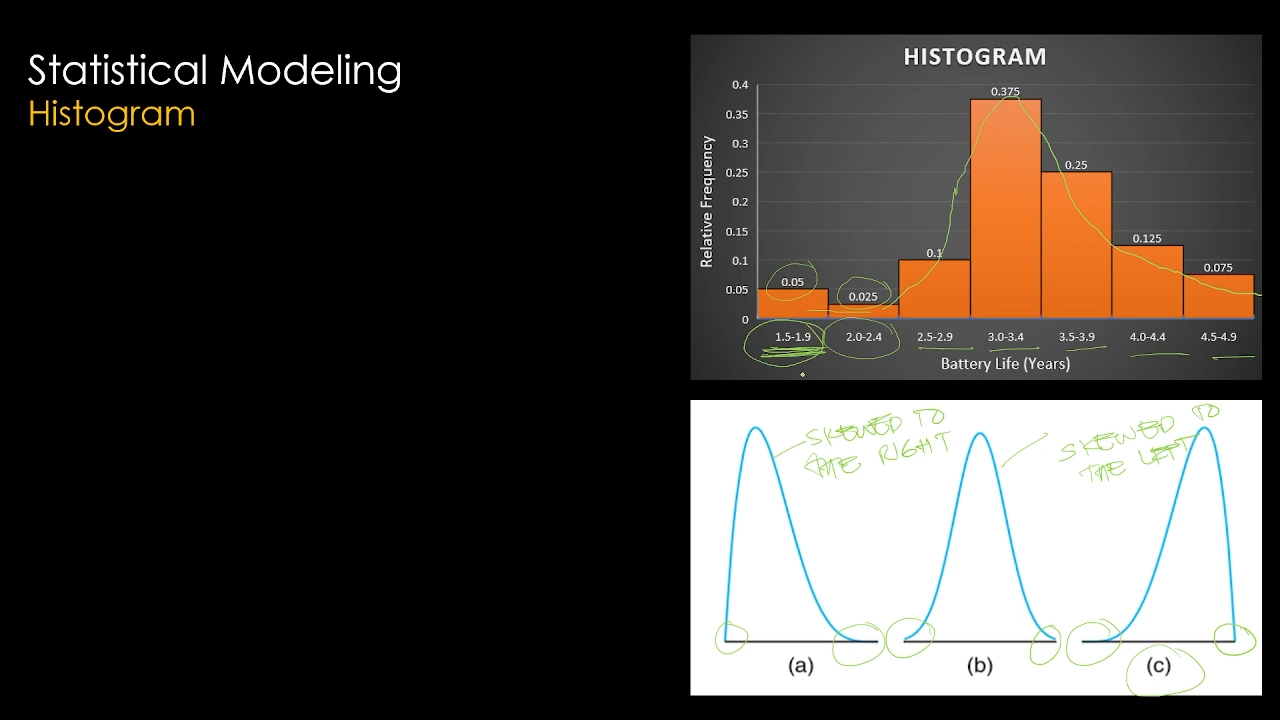 Statistical Modeling
Histogram
HISTOGRAM
Relative Frequency
0.4
0.35
0.3
0.25
0.2
0.15
0.1
0.05
0
0.05
0.025
0.1
0.375
0.25
0.125
0.075
1.5-1.9 2.0-2.4 2.5-2.9 3.0-3.4 3.5-3.9 4.0-4.4 4.5-4.9
Battery Life (Years)
SKEWED TO
THE RIGHT
SKEWED TO
THE LEFT
(a) (b) (c)